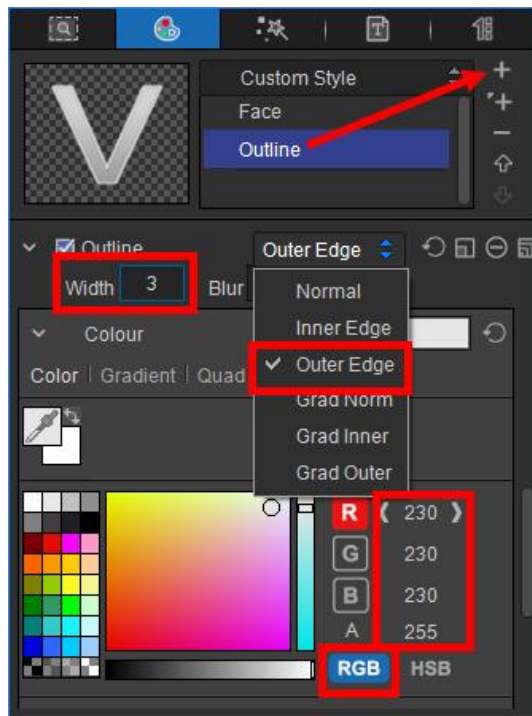 T
V
Custom Style
Face
Outline
Outline
Outer Edge
Width 3 Blur
Normal
Inner Edge
Outer Edge
Grad Norm
Grad Inner
Grad Outer
Colour
Color | Gradient | Quad
R 230
G 230
B 230
A 255
RGB HSB